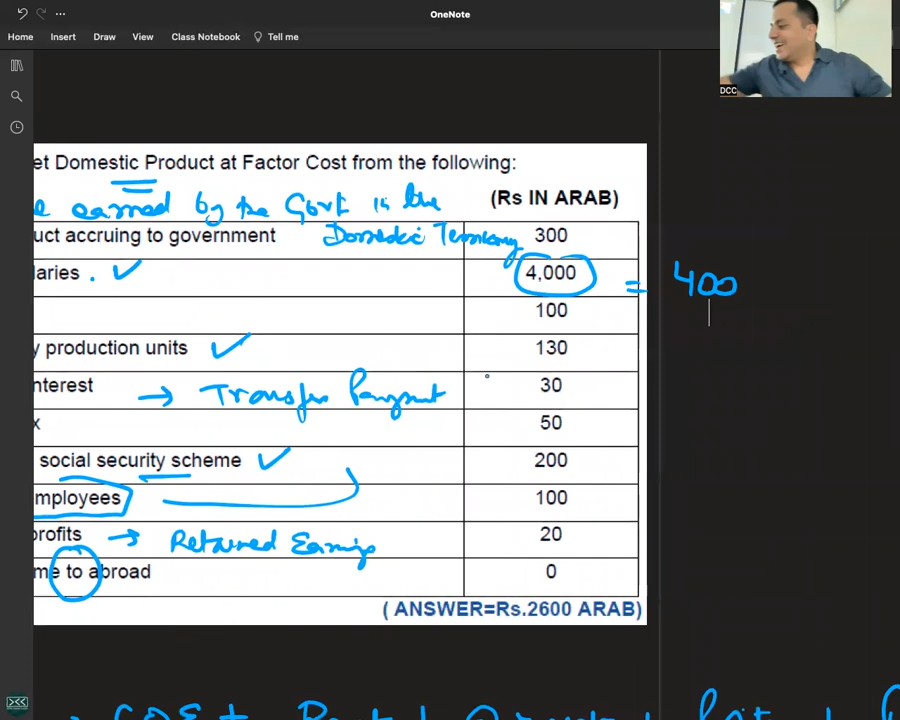 OneNote
Home Insert Draw View Class Notebook Tell me
DCC
et Domestic Product at Factor Cost from the following:
(Rs IN ARAB)
e earned by the Govt in the
Domestic Territory
uct accruing to government 300
laries . 4,000 = 400
100
y production units 130
nterest → Transfer Payment 30
x 50
social security scheme 200
mployees 100
profits → Retained Earnings 20
me to abroad 0
( ANSWER=Rs.2600 ARAB)